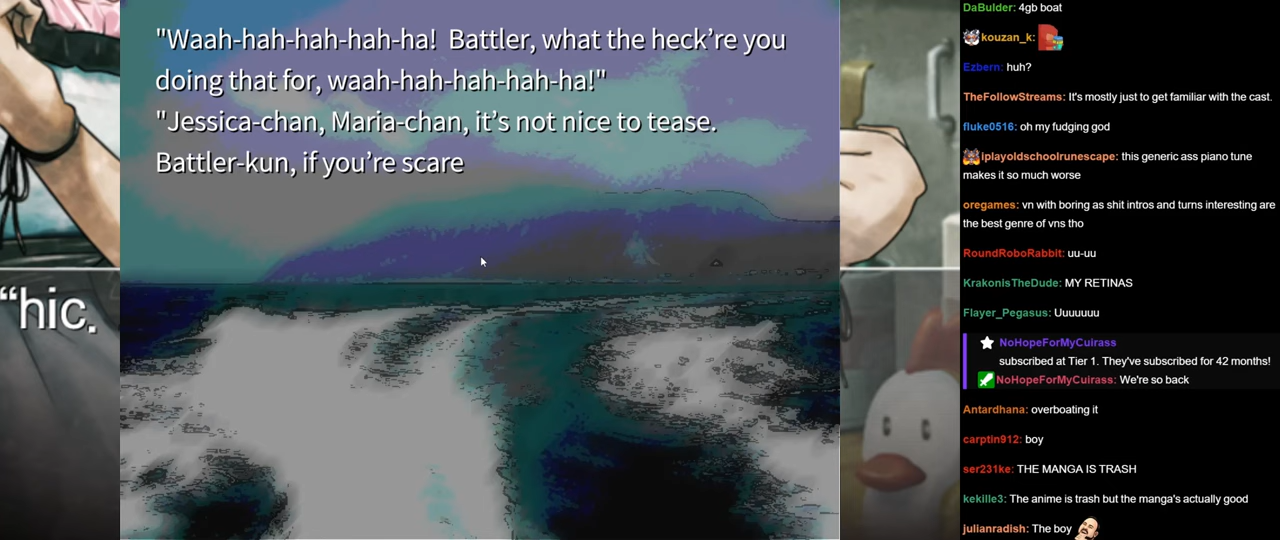 "Waah-hah-hah-hah-ha!  Battler, what the heck’re you
doing that for, waah-hah-hah-hah-ha!"
"Jessica-chan, Maria-chan, it’s not nice to tease.
Battler-kun, if you’re scare
“hic.
DaBulder: 4gb boat
kouzan_k:
Ezbern: huh?
TheFollowStreams: It's mostly just to get familiar with the cast.
fluke0516: oh my fudging god
iplayoldschoolrunescape: this generic ass piano tune
makes it so much worse
oregames: vn with boring as shit intros and turns interesting are
the best genre of vns tho
RoundRoboRabbit: uu-uu
KrakonisTheDude: MY RETINAS
Flayer_Pegasus: Uuuuuuu
NoHopeForMyCuirass
subscribed at Tier 1. They've subscribed for 42 months!
NoHopeForMyCuirass: We're so back
Antardhana: overboating it
carptin912: boy
ser231ke: THE MANGA IS TRASH
kekille3: The anime is trash but the manga's actually good
julianradish: The boy